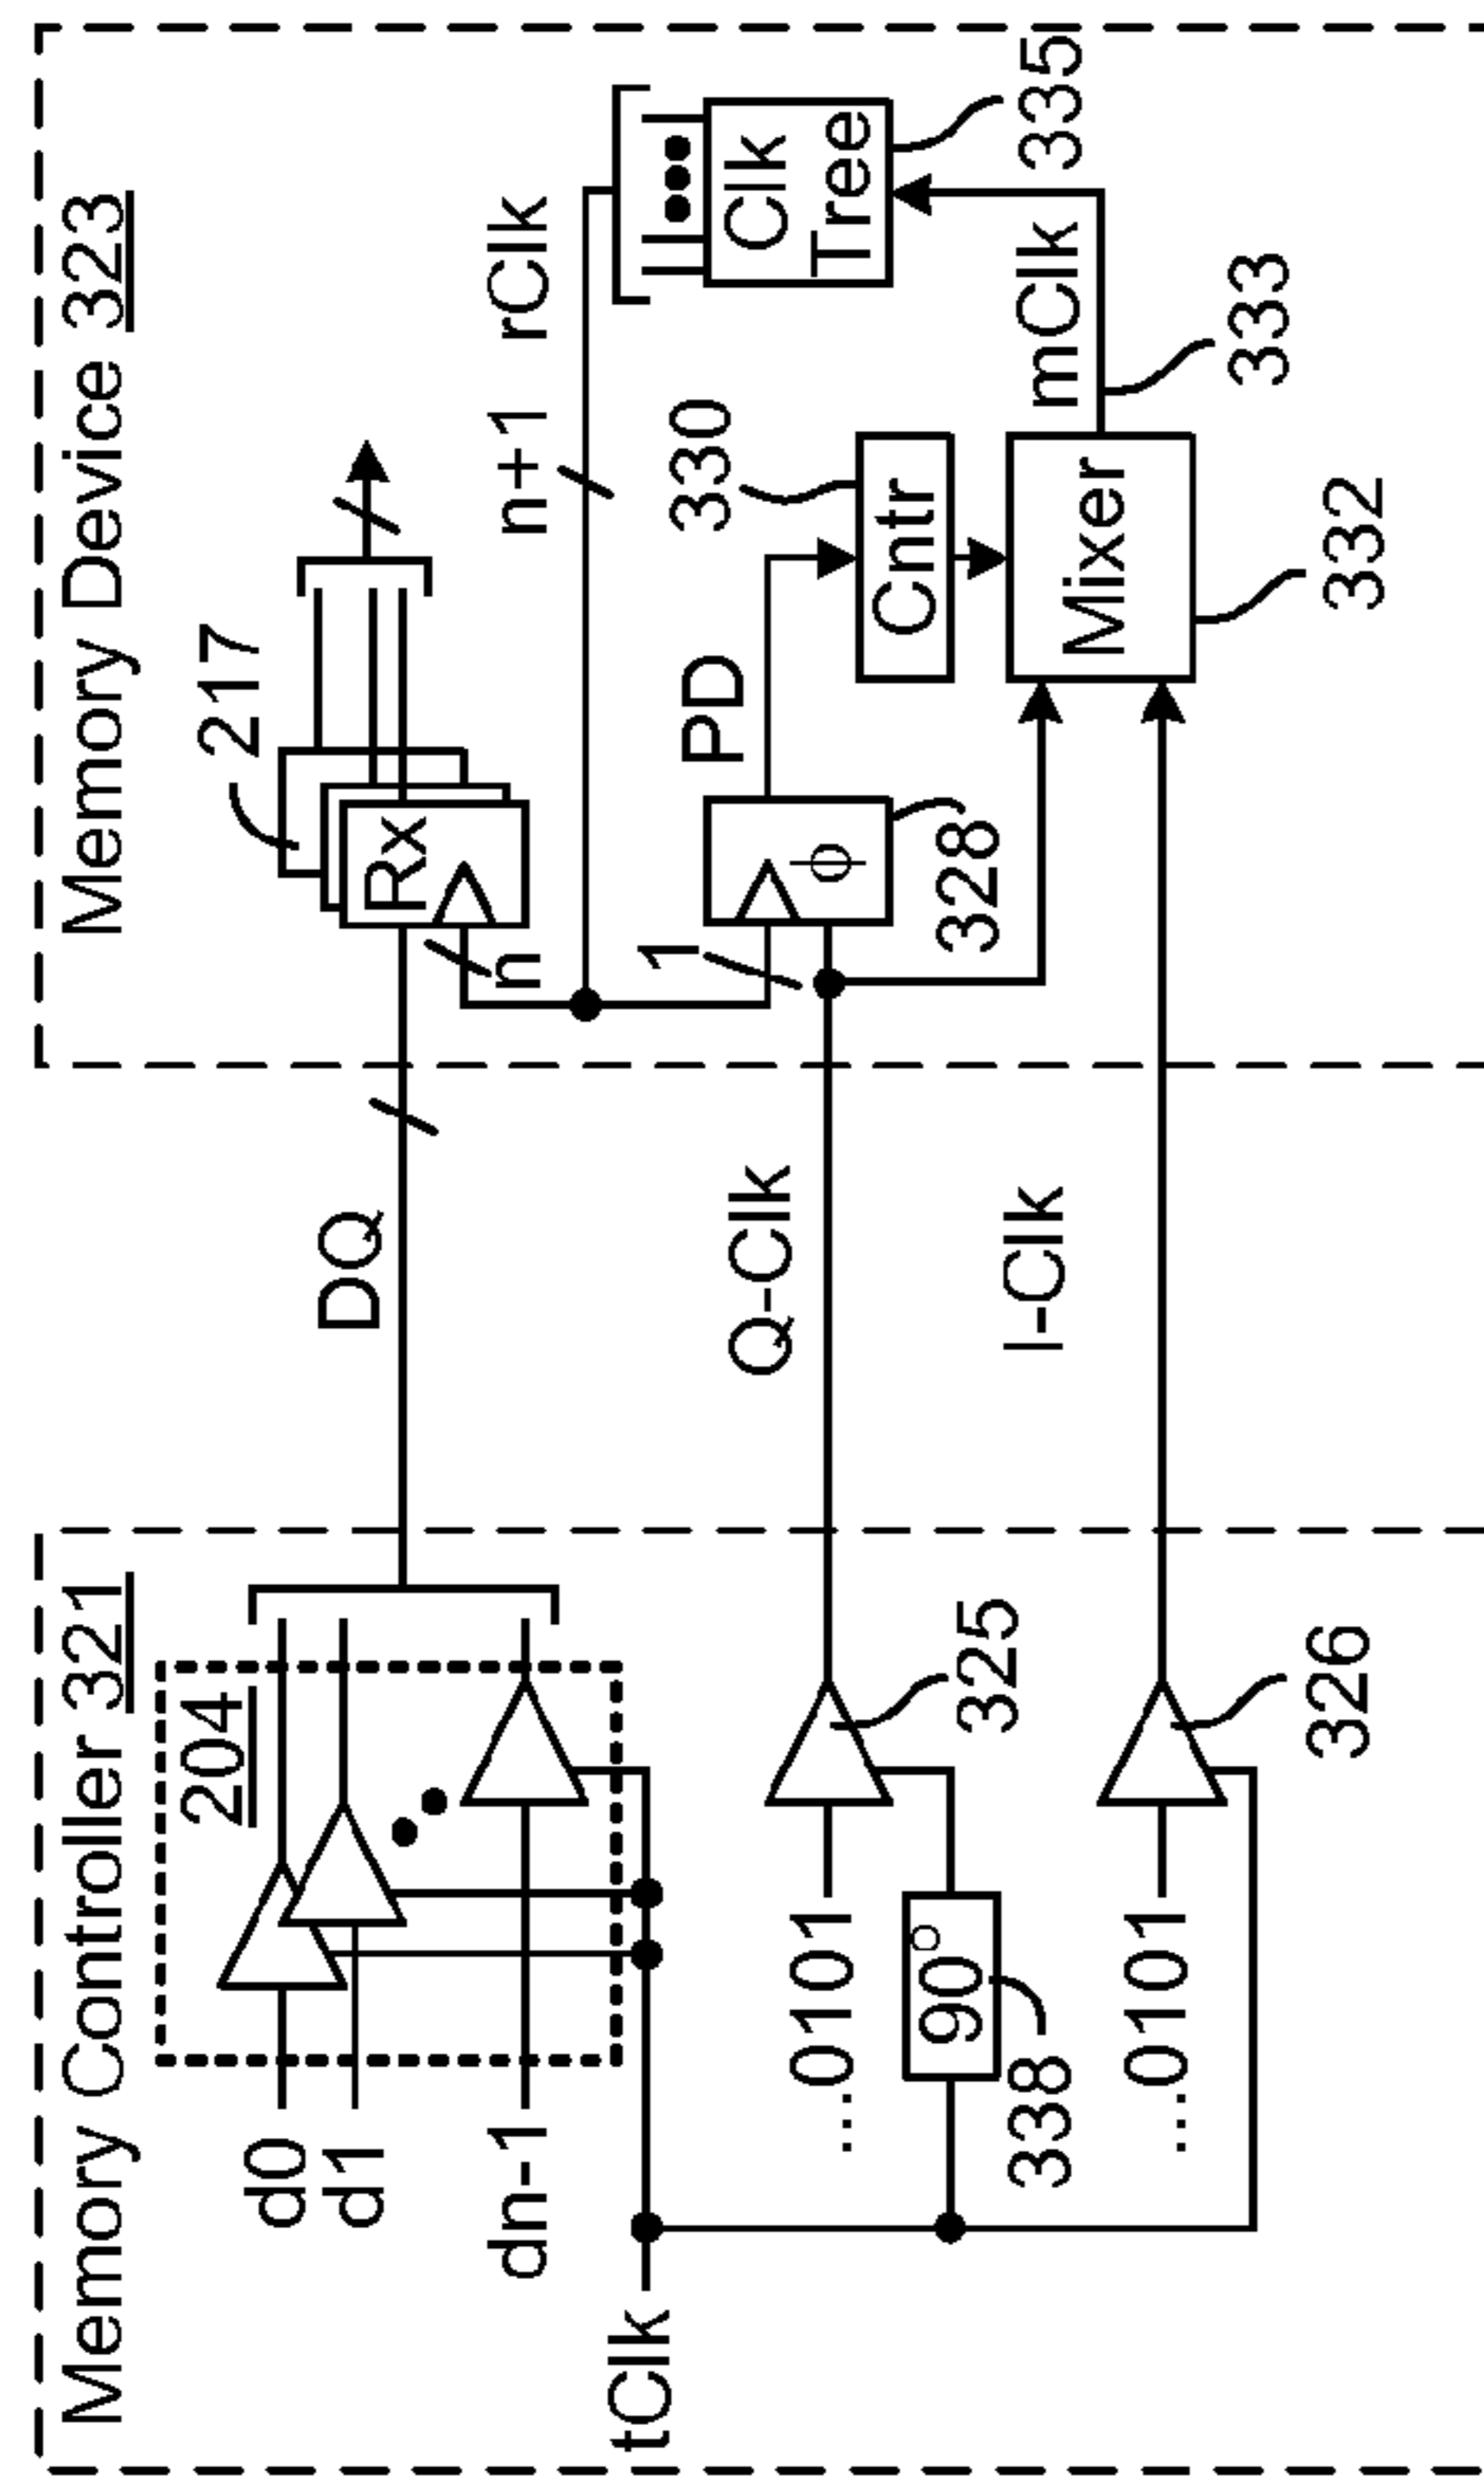 Memory Controller 321
Memory Device 323
204
217
d0
d1
dn-1
DQ
Rx
n
n+1 rClk
tClk
1
PD
330
Clk
Tree
335
...0101
325
Q-Clk
328
ϕ
Cntr
90°
338
I-Clk
mClk
333
Mixer
332
...0101
326